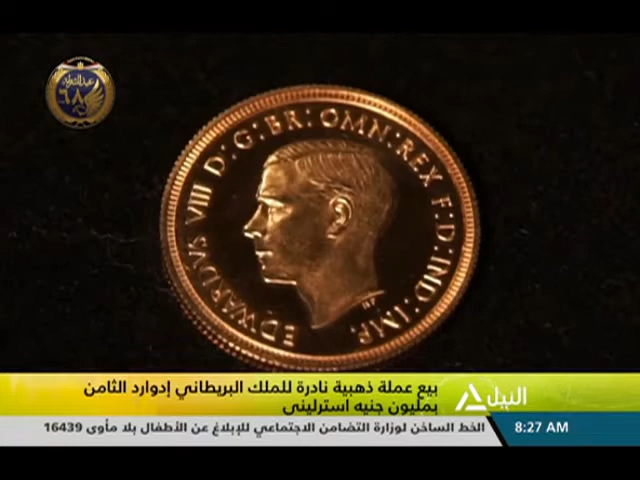 EDWARDVS VIII D:G:BR:OMN:REX F:D:IND:IMP.
HP
بيع عملة ذهبية نادرة للملك البريطاني إدوارد الثامن
بمليون جنيه استرليني
النيل
الخط الساخن لوزارة التضامن الاجتماعي للإبلاغ عن الأطفال بلا مأوى 16439
8:27 AM